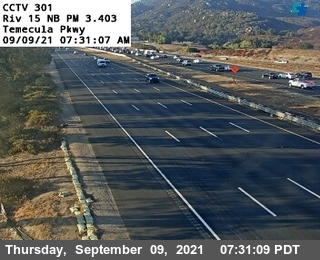 CCTV 301
Riv 15 NB PM 3.403
Temecula Pkwy
09/09/21 07:31:07 AM
Thursday, September 09, 2021 07:31:09 PDT